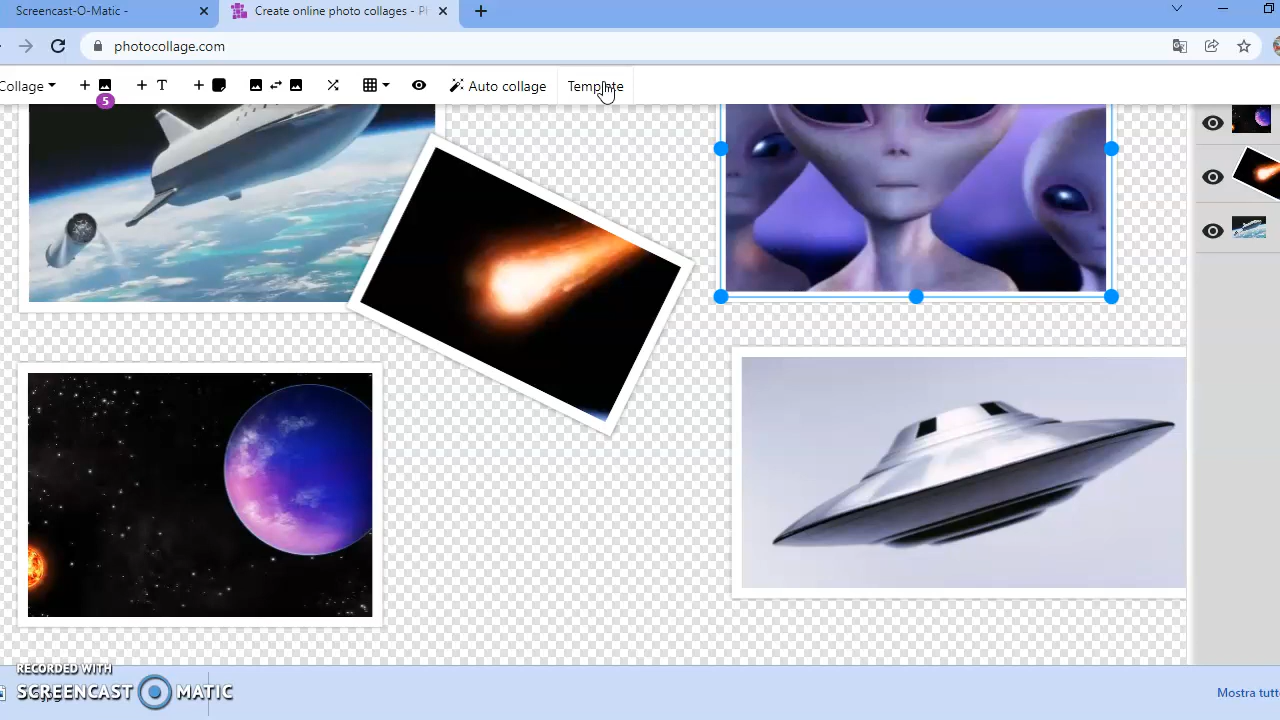 Screencast-O-Matic -
Create online photo collages - Pi
photocollage.com
Collage
T
Auto collage
Template
5
RECORDED WITH
SCREENCAST MATIC
Mostra tutt